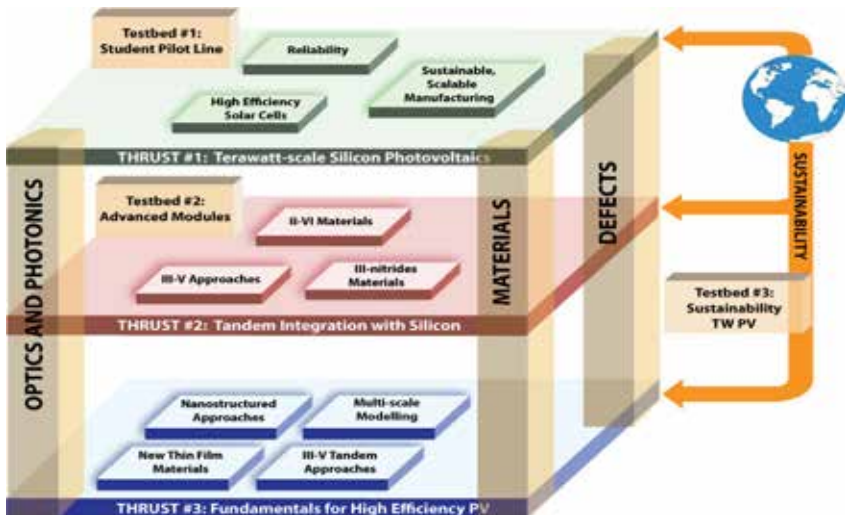 Testbed #1:
Student Pilot Line
Reliability
Sustainable,
Scalable
Manufacturing
High Efficiency
Solar Cells
THRUST #1: Terawatt-scale Silicon Photovoltaics
Testbed #2:
Advanced Modules
II-VI Materials
III-V Approaches
III-nitrides
Materials
THRUST #2: Tandem Integration with Silicon
Nanostructured
Approaches
Multi-scale
Modelling
New Thin Film
Materials
III-V Tandem
Approaches
THRUST #3: Fundamentals for High Efficiency PV
OPTICS AND PHOTONICS
MATERIALS
DEFECTS
SUSTAINABILITY
Testbed #3:
Sustainability
TW PV